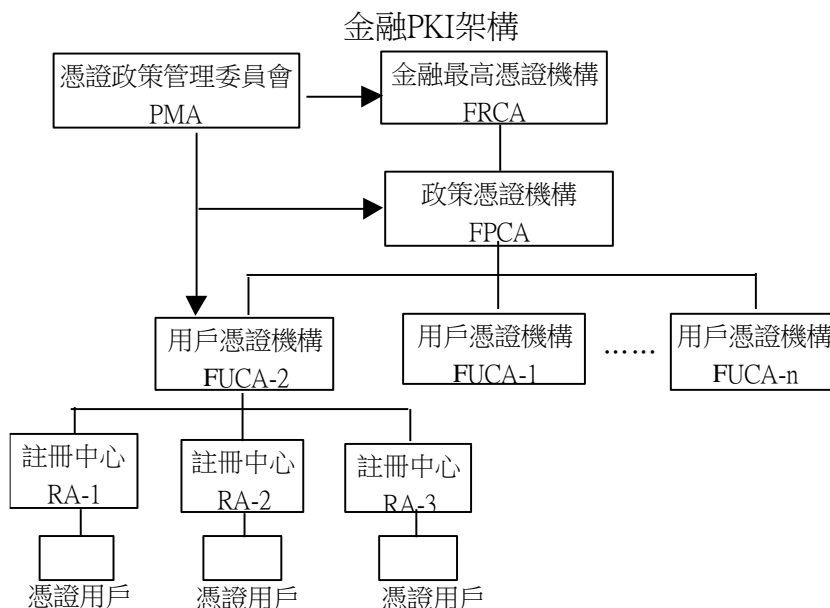 金融PKI架構
憑證政策管理委員會
PMA
金融最高憑證機構
FRCA
政策憑證機構
FPCA
用戶憑證機構
FUCA-2
用戶憑證機構
FUCA-1
……
用戶憑證機構
FUCA-n
註冊中心
RA-1
註冊中心
RA-2
註冊中心
RA-3
憑證用戶
憑證用戶
憑證用戶